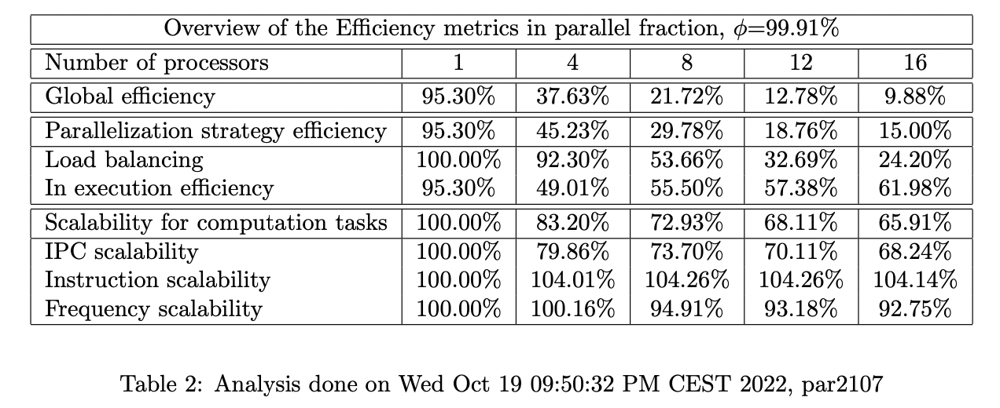 Overview of the Efficiency metrics in parallel fraction, ϕ=99.91%
Number of processors 1 4 8 12 16
Global efficiency 95.30% 37.63% 21.72% 12.78% 9.88%
Parallelization strategy efficiency 95.30% 45.23% 29.78% 18.76% 15.00%
Load balancing 100.00% 92.30% 53.66% 32.69% 24.20%
In execution efficiency 95.30% 49.01% 55.50% 57.38% 61.98%
Scalability for computation tasks 100.00% 83.20% 72.93% 68.11% 65.91%
IPC scalability 100.00% 79.86% 73.70% 70.11% 68.24%
Instruction scalability 100.00% 104.01% 104.26% 104.26% 104.14%
Frequency scalability 100.00% 100.16% 94.91% 93.18% 92.75%
Table 2: Analysis done on Wed Oct 19 09:50:32 PM CEST 2022, par2107